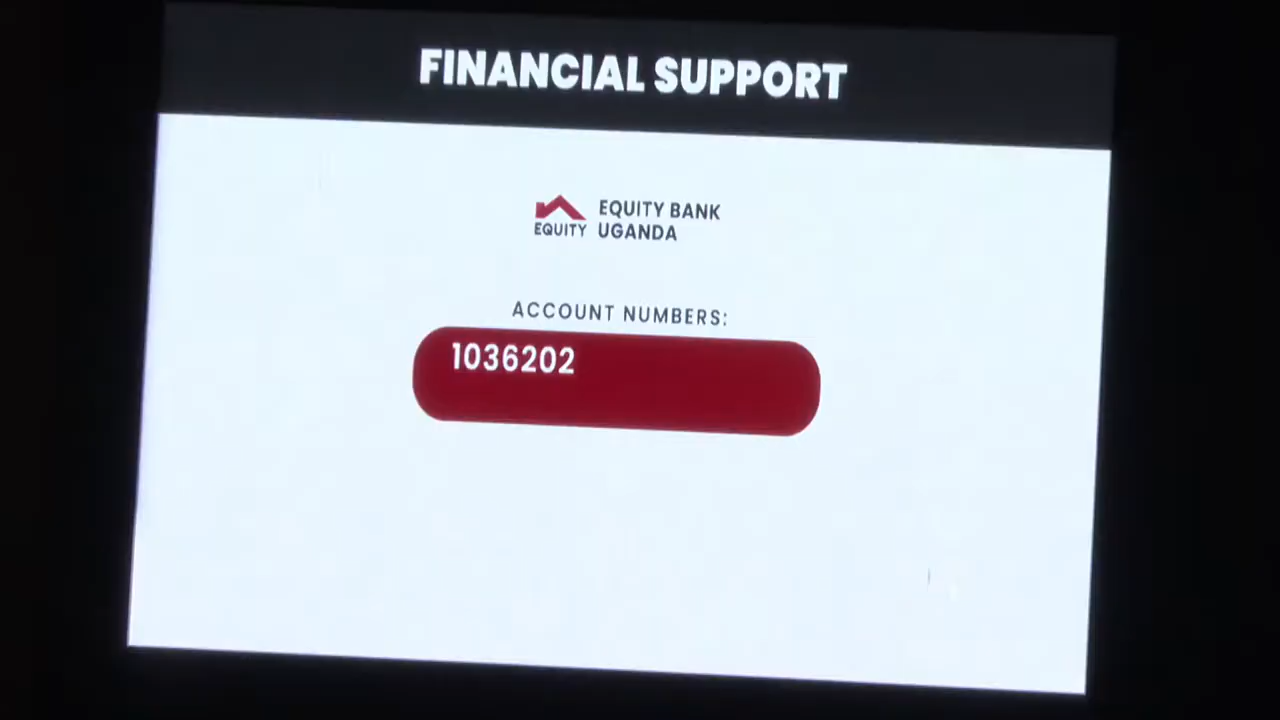 FINANCIAL SUPPORT
EQUITY BANK
EQUITY UGANDA
ACCOUNT NUMBERS:
1036202